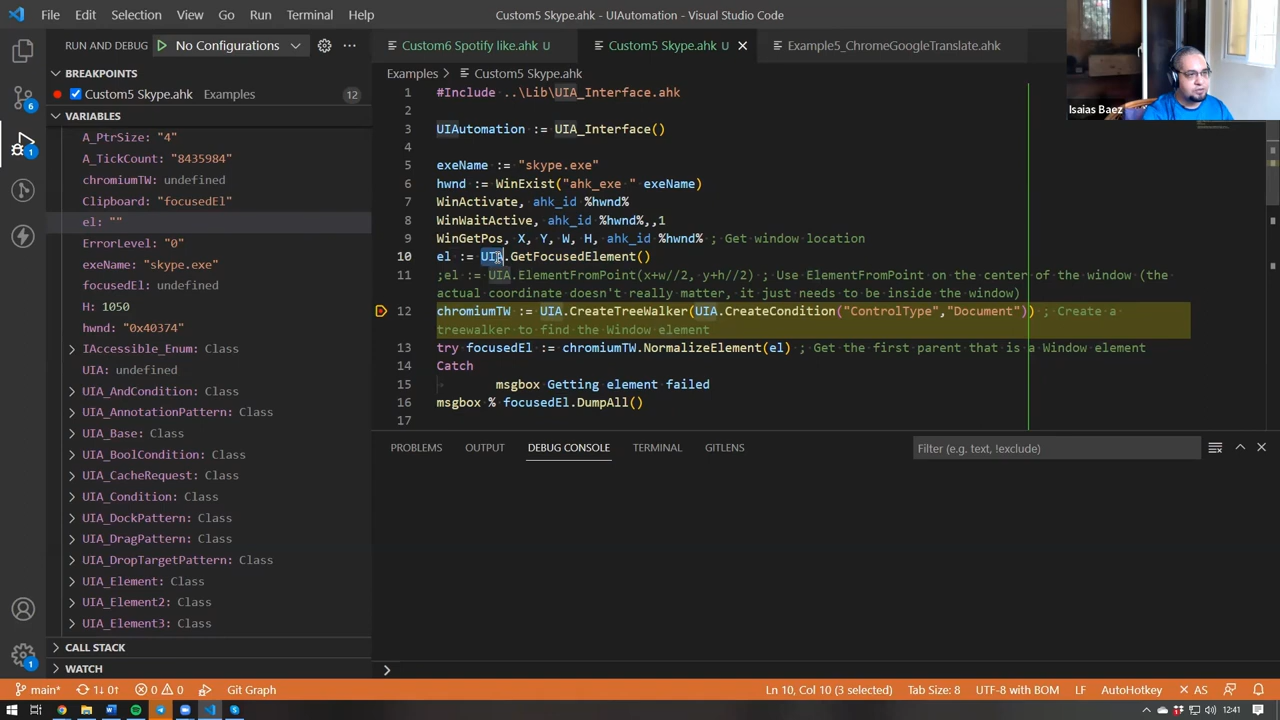 File Edit Selection View Go Run Terminal Help
Custom5 Skype.ahk - UIAutomation - Visual Studio Code
RUN AND DEBUG No Configurations
Custom6 Spotify like.ahk U
Custom5 Skype.ahk U
Example5_ChromeGoogleTranslate.ahk
Isaias Baez
BREAKPOINTS
Custom5 Skype.ahk Examples 12
VARIABLES
A_PtrSize: "4"
A_TickCount: "8435984"
chromiumTW: undefined
Clipboard: "focusedEl"
el: ""
ErrorLevel: "0"
exeName: "skype.exe"
focusedEl: undefined
H: 1050
hwnd: "0x40374"
IAccessible_Enum: Class
UIA: undefined
UIA_AndCondition: Class
UIA_AnnotationPattern: Class
UIA_Base: Class
UIA_BoolCondition: Class
UIA_CacheRequest: Class
UIA_Condition: Class
UIA_DockPattern: Class
UIA_DragPattern: Class
UIA_DropTargetPattern: Class
UIA_Element: Class
UIA_Element2: Class
UIA_Element3: Class
CALL STACK
WATCH
Examples > Custom5 Skype.ahk
1 #Include ..\Lib\UIA_Interface.ahk
2
3 UIAutomation := UIA_Interface()
4
5 exeName := "skype.exe"
6 hwnd := WinExist("ahk_exe " exeName)
7 WinActivate, ahk_id %hwnd%
8 WinWaitActive, ahk_id %hwnd%,,1
9 WinGetPos, X, Y, W, H, ahk_id %hwnd% ; Get window location
10 el := UIA.GetFocusedElement()
11 ;el := UIA.ElementFromPoint(x+w//2, y+h//2) ; Use ElementFromPoint on the center of the window (the
actual coordinate doesn't really matter, it just needs to be inside the window)
12 chromiumTW := UIA.CreateTreeWalker(UIA.CreateCondition("ControlType","Document")) ; Create a
treewalker to find the Window element
13 try focusedEl := chromiumTW.NormalizeElement(el) ; Get the first parent that is a Window element
14 Catch
15 msgbox Getting element failed
16 msgbox % focusedEl.DumpAll()
17
PROBLEMS OUTPUT DEBUG CONSOLE TERMINAL GITLENS
Filter (e.g. text, !exclude)
6
1
1
main* 1↓ 0↑ 0 0 Git Graph
Ln 10, Col 10 (3 selected) Tab Size: 8 UTF-8 with BOM LF AutoHotkey AS
12:41